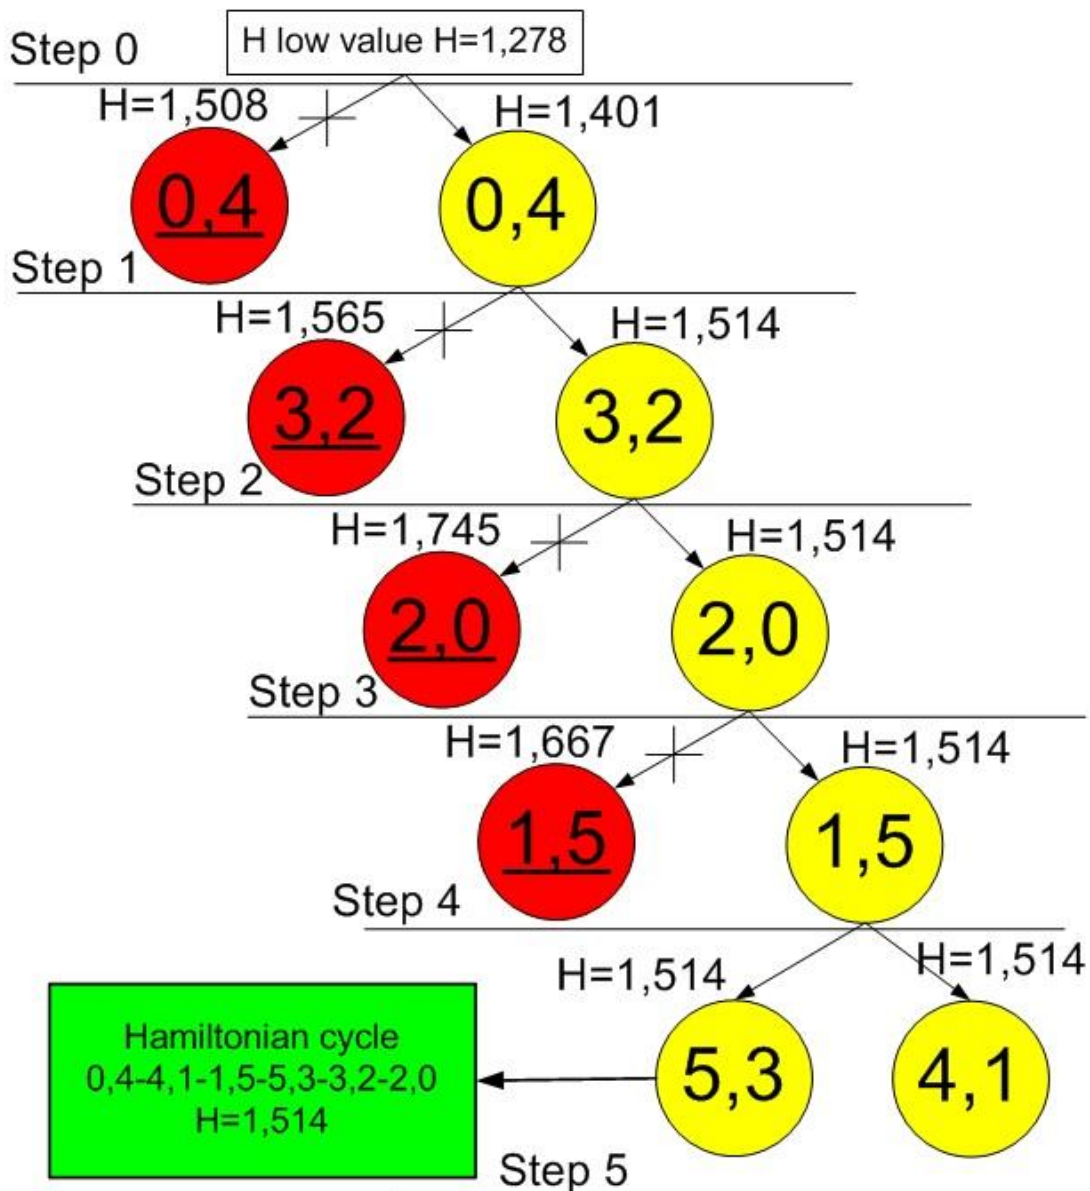 Step 0
H low value H=1,278
H=1,508
H=1,401
0,4
0,4
Step 1
H=1,565
H=1,514
3,2
3,2
Step 2
H=1,745
H=1,514
2,0
2,0
Step 3
H=1,667
H=1,514
1,5
1,5
Step 4
H=1,514
H=1,514
Hamiltonian cycle
0,4-4,1-1,5-5,3-3,2-2,0
H=1,514
5,3
4,1
Step 5